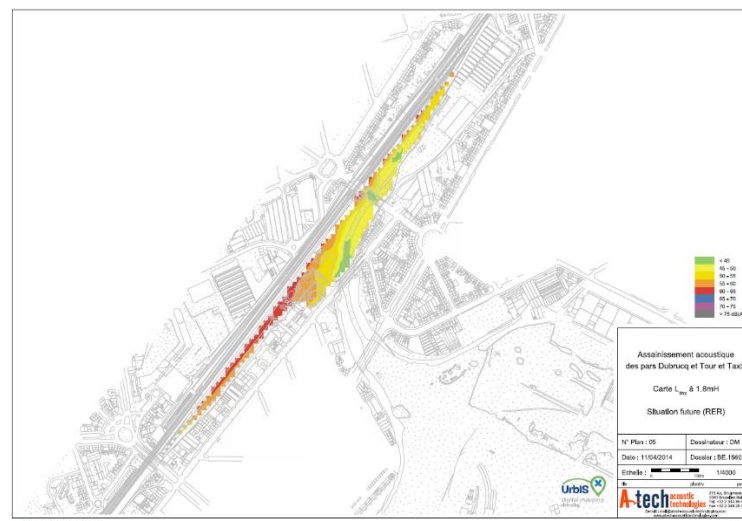 < 45
45 - 50
50 - 55
55 - 60
60 - 65
65 - 70
70 - 75
> 75 dB(A
Assainissement acoustique
des pars Dubrucq et Tour et Taxi
Carte L à 1.8mH
Situation future (RER)
N° Plan : 05
Dessinateur : DM
Date : 11/04/2014
Dossier : BE.1560
Echelle :
1/4000
UrbIS
A-tech acoustic
technologies